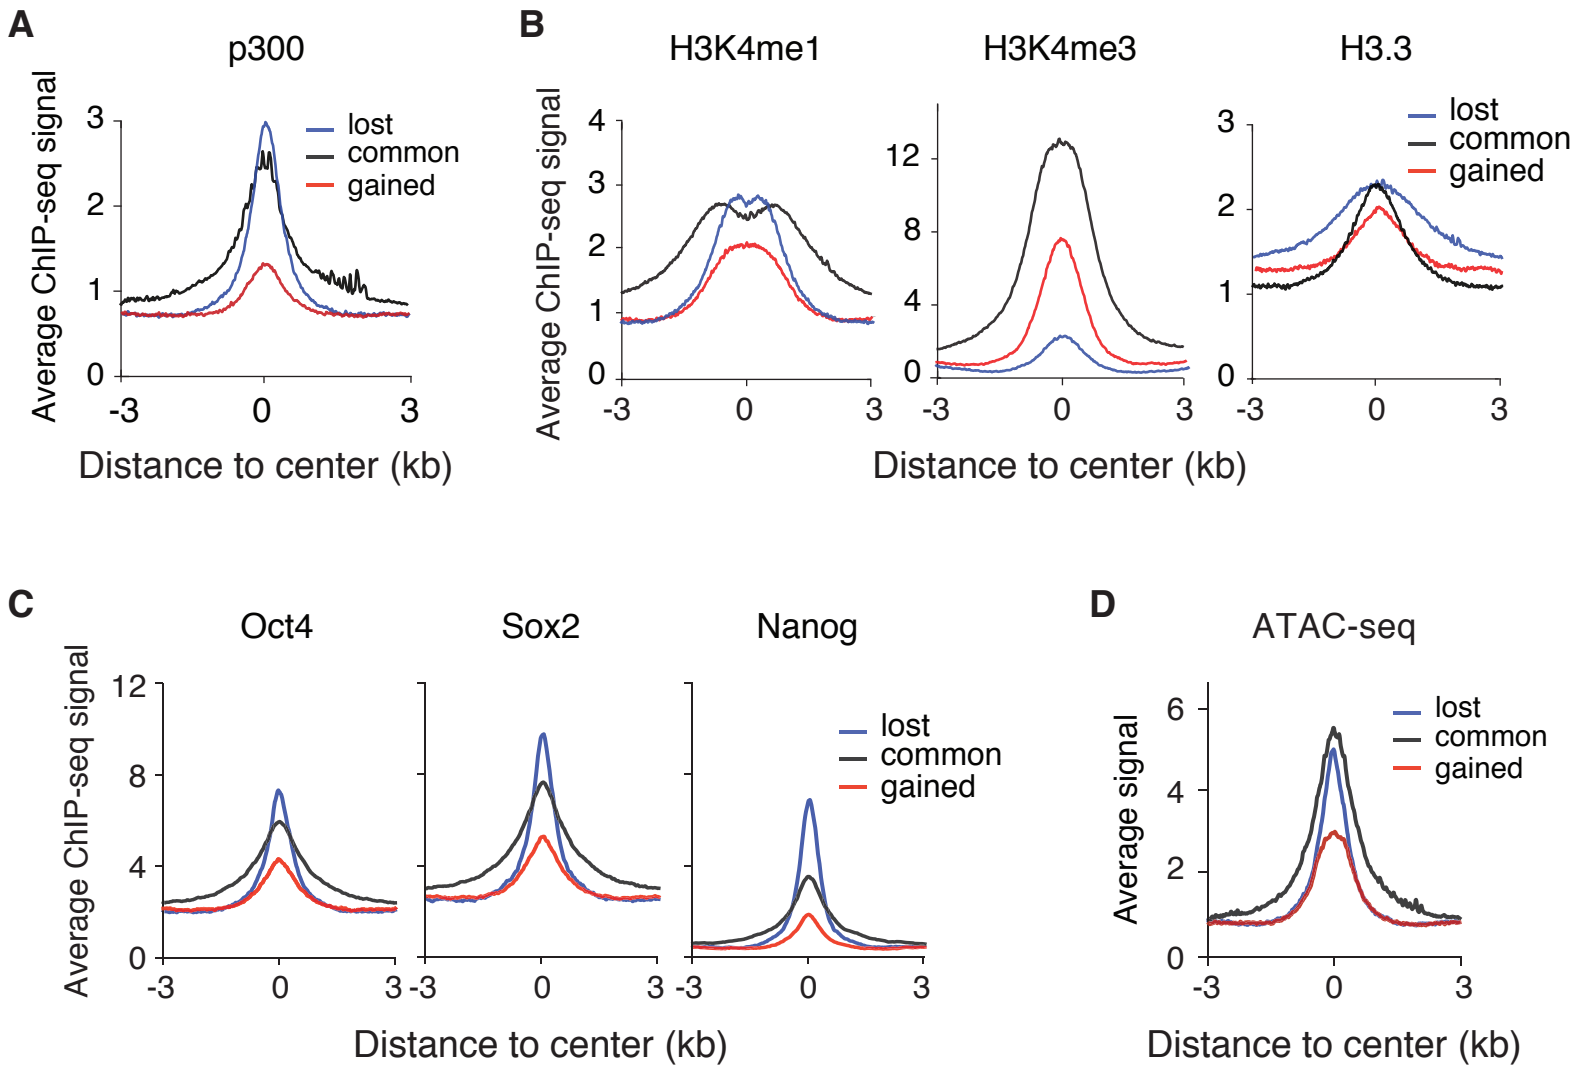 A
p300
Average ChIP-seq signal
3
2
1
0
-3 0 3
lost
common
gained
Distance to center (kb)
B
H3K4me1 H3K4me3 H3.3
Average ChIP-seq signal
4
3
2
1
0
-3 0 3
12
8
4
0
-3 0 3
3
2
1
0
-3 0 3
lost
common
gained
Distance to center (kb)
C
Oct4 Sox2 Nanog
Average ChIP-seq signal
12
8
4
0
-3 0 3
-3 0 3
-3 0 3
lost
common
gained
Distance to center (kb)
D
ATAC-seq
Average signal
6
4
2
0
-3 0 3
lost
common
gained
Distance to center (kb)